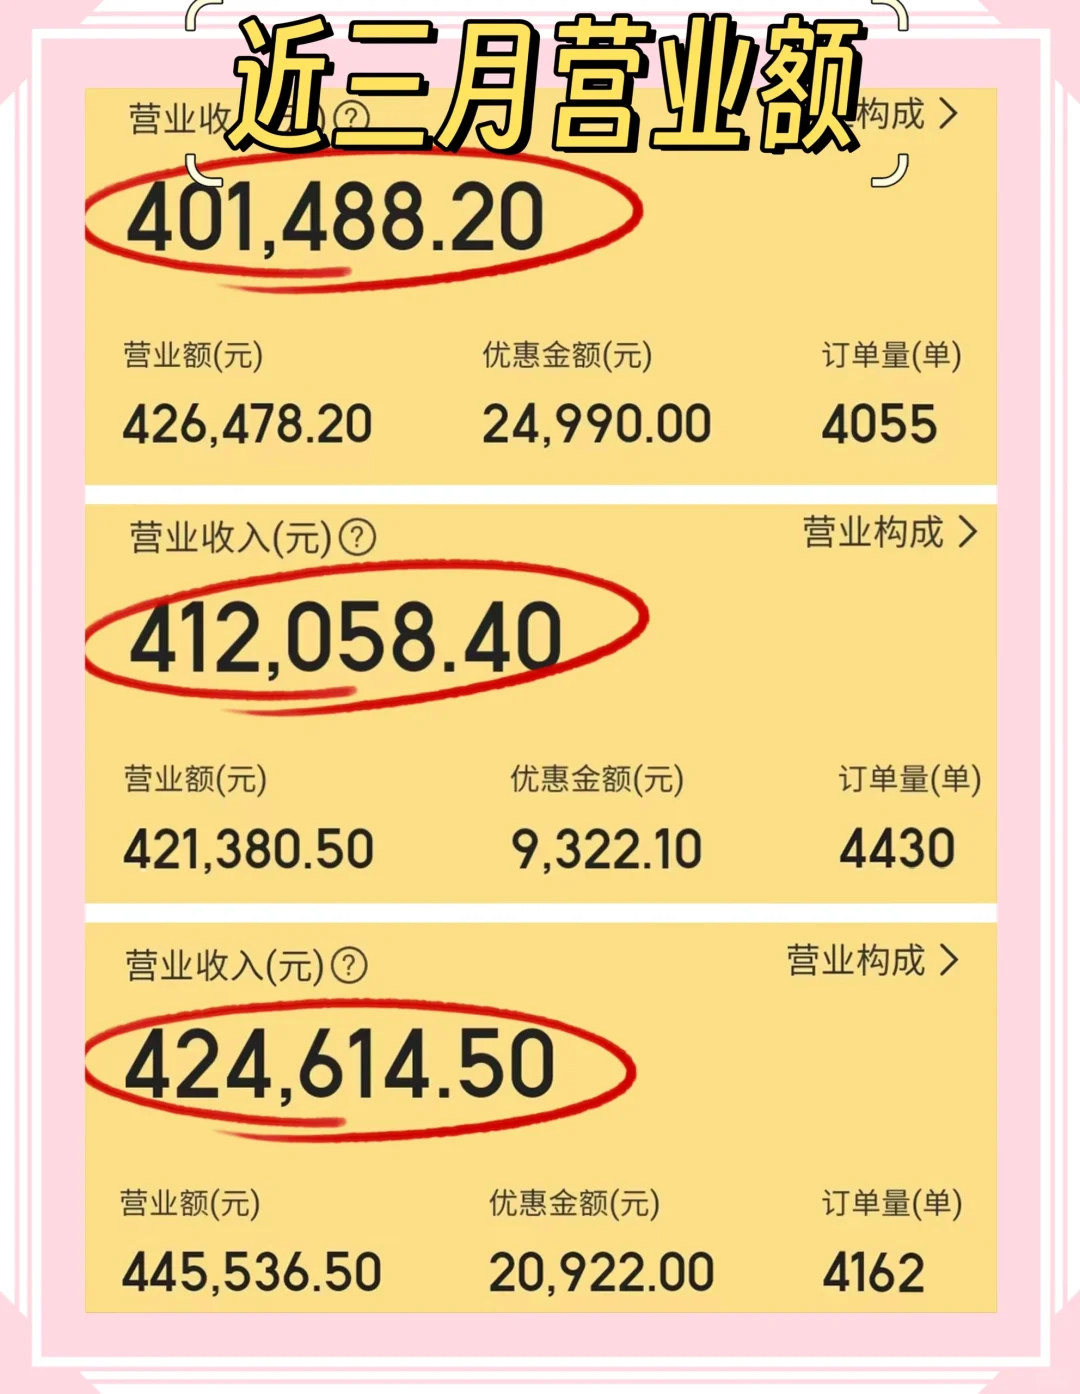 近三月营业额
营业收 ?
构成 >
401,488.20
营业额(元) 优惠金额(元) 订单量(单)
426,478.20 24,990.00 4055
营业收入(元)? 营业构成 >
412,058.40
营业额(元) 优惠金额(元) 订单量(单)
421,380.50 9,322.10 4430
营业收入(元)? 营业构成 >
424,614.50
营业额(元) 优惠金额(元) 订单量(单)
445,536.50 20,922.00 4162